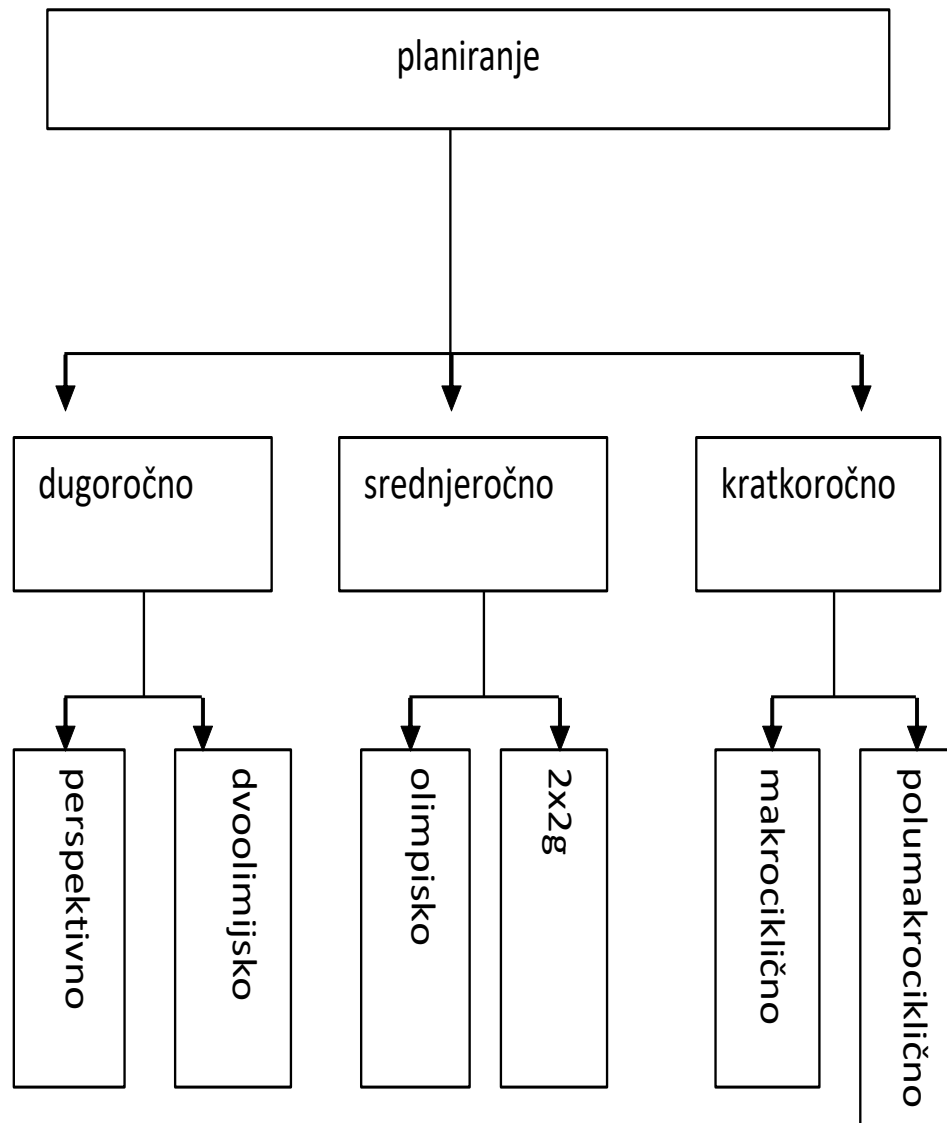 planiranje
dugoročno
srednjeročno
kratkoročno
perspektivno
dvoolimijsko
olimpisko
2x2g
makrociklično
polumakrociklično